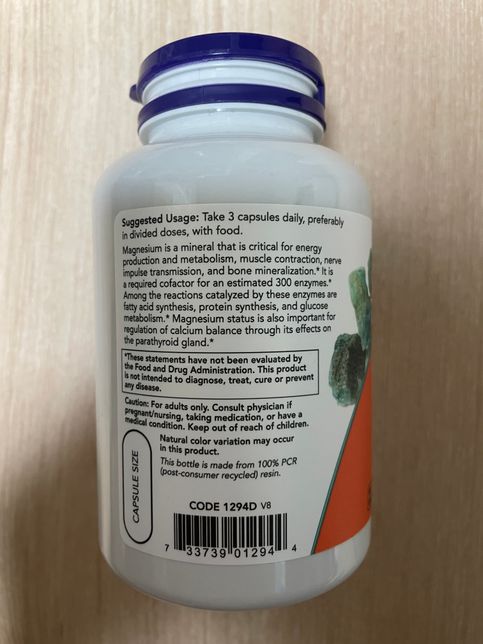 Suggested Usage: Take 3 capsules daily, preferably
in divided doses, with food.
Magnesium is a mineral that is critical for energy
production and metabolism, muscle contraction, nerve
impulse transmission, and bone mineralization.* It is
a required cofactor for an estimated 300 enzymes.*
Among the reactions catalyzed by these enzymes are
fatty acid synthesis, protein synthesis, and glucose
metabolism.* Magnesium status is also important for
regulation of calcium balance through its effects on
the parathyroid gland.*
*These statements have not been evaluated by
the Food and Drug Administration. This product
is not intended to diagnose, treat, cure or prevent
any disease.
Caution: For adults only. Consult physician if
pregnant/nursing, taking medication, or have a
medical condition. Keep out of reach of children.
Natural color variation may occur
in this product.
This bottle is made from 100% PCR
(post-consumer recycled) resin.
CAPSULE SIZE
CODE 1294D V8
7 33739 01294 4